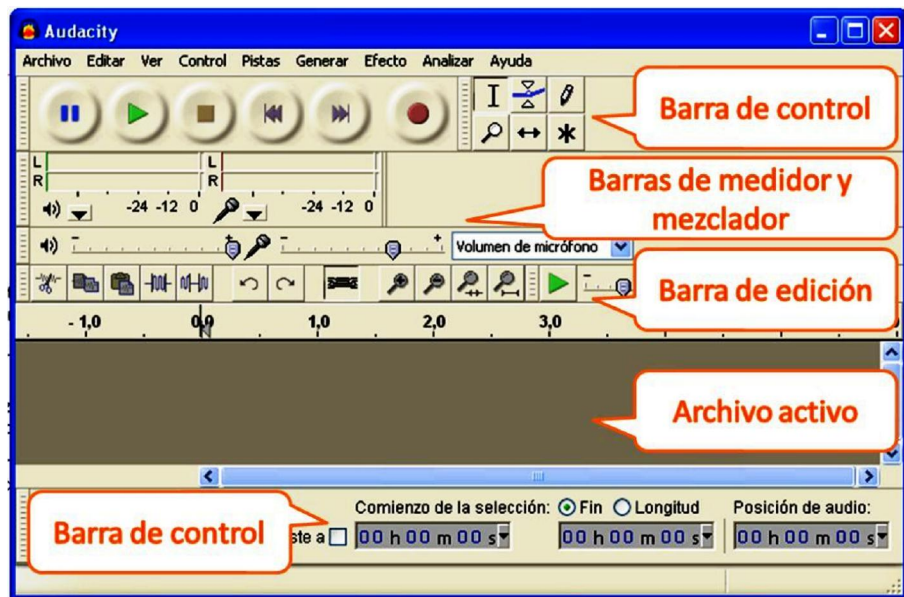 Audacity
Archivo Editar Ver Control Pistas Generar Efecto Analizar Ayuda
Barra de control
L
R
-24 -12 0
L
R
-24 -12 0
Barras de medidor y
mezclador
- + - +
Volumen de micrófono
Barra de edición
- 1,0 0,0 1,0 2,0 3,0
Archivo activo
Comienzo de la selección: Fin Longitud Posición de audio:
Barra de control
00 h 00 m 00 s 00 h 00 m 00 s 00 h 00 m 00 s